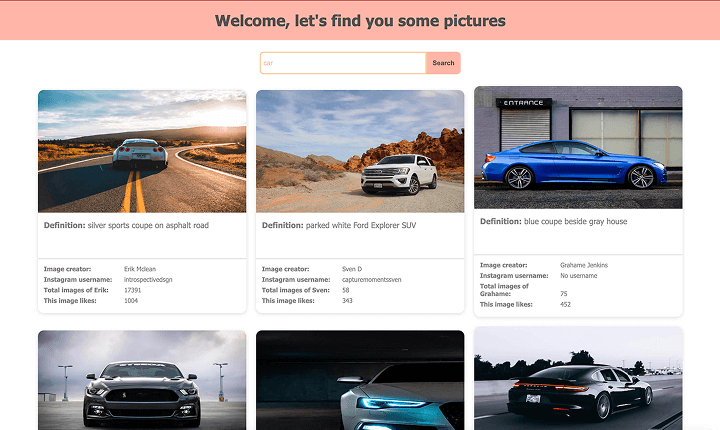 Welcome, let's find you some pictures
car
Search
Definition: silver sports coupe on asphalt road
Image creator: Erik Mclean
Instagram username: introspectivedsgn
Total images of Erik: 17391
This image likes: 1004
Definition: parked white Ford Explorer SUV
Image creator: Sven D
Instagram username: capturemomentssven
Total images of Sven: 58
This image likes: 343
ENTRANCE
Definition: blue coupe beside gray house
Image creator: Grahame Jenkins
Instagram username: No username
Total images of
Grahame: 75
This image likes: 452